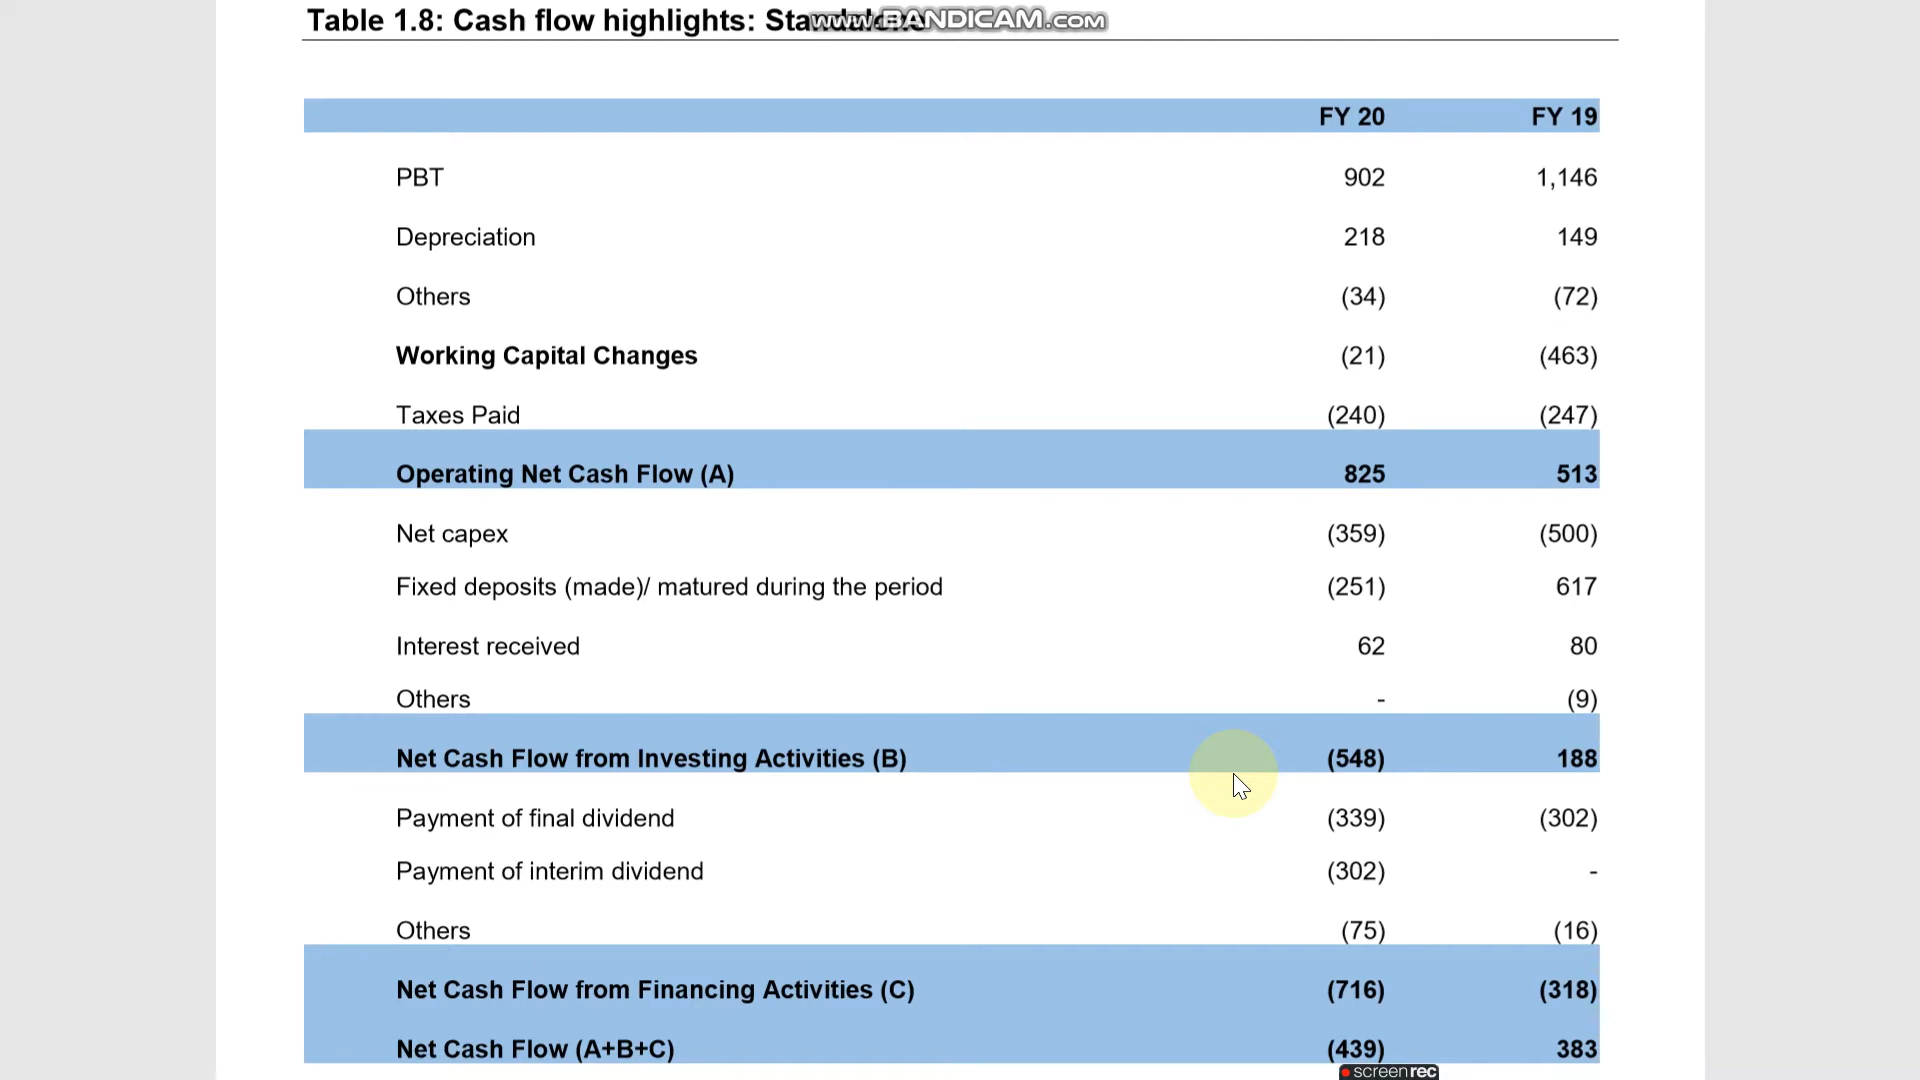 Table 1.8: Cash flow highlights: Standalone
www.BANDICAM.COM
FY 20 FY 19
PBT 902 1,146
Depreciation 218 149
Others (34) (72)
Working Capital Changes (21) (463)
Taxes Paid (240) (247)
Operating Net Cash Flow (A) 825 513
Net capex (359) (500)
Fixed deposits (made)/ matured during the period (251) 617
Interest received 62 80
Others - (9)
Net Cash Flow from Investing Activities (B) (548) 188
Payment of final dividend (339) (302)
Payment of interim dividend (302) -
Others (75) (16)
Net Cash Flow from Financing Activities (C) (716) (318)
Net Cash Flow (A+B+C) (439) 383
screenrec